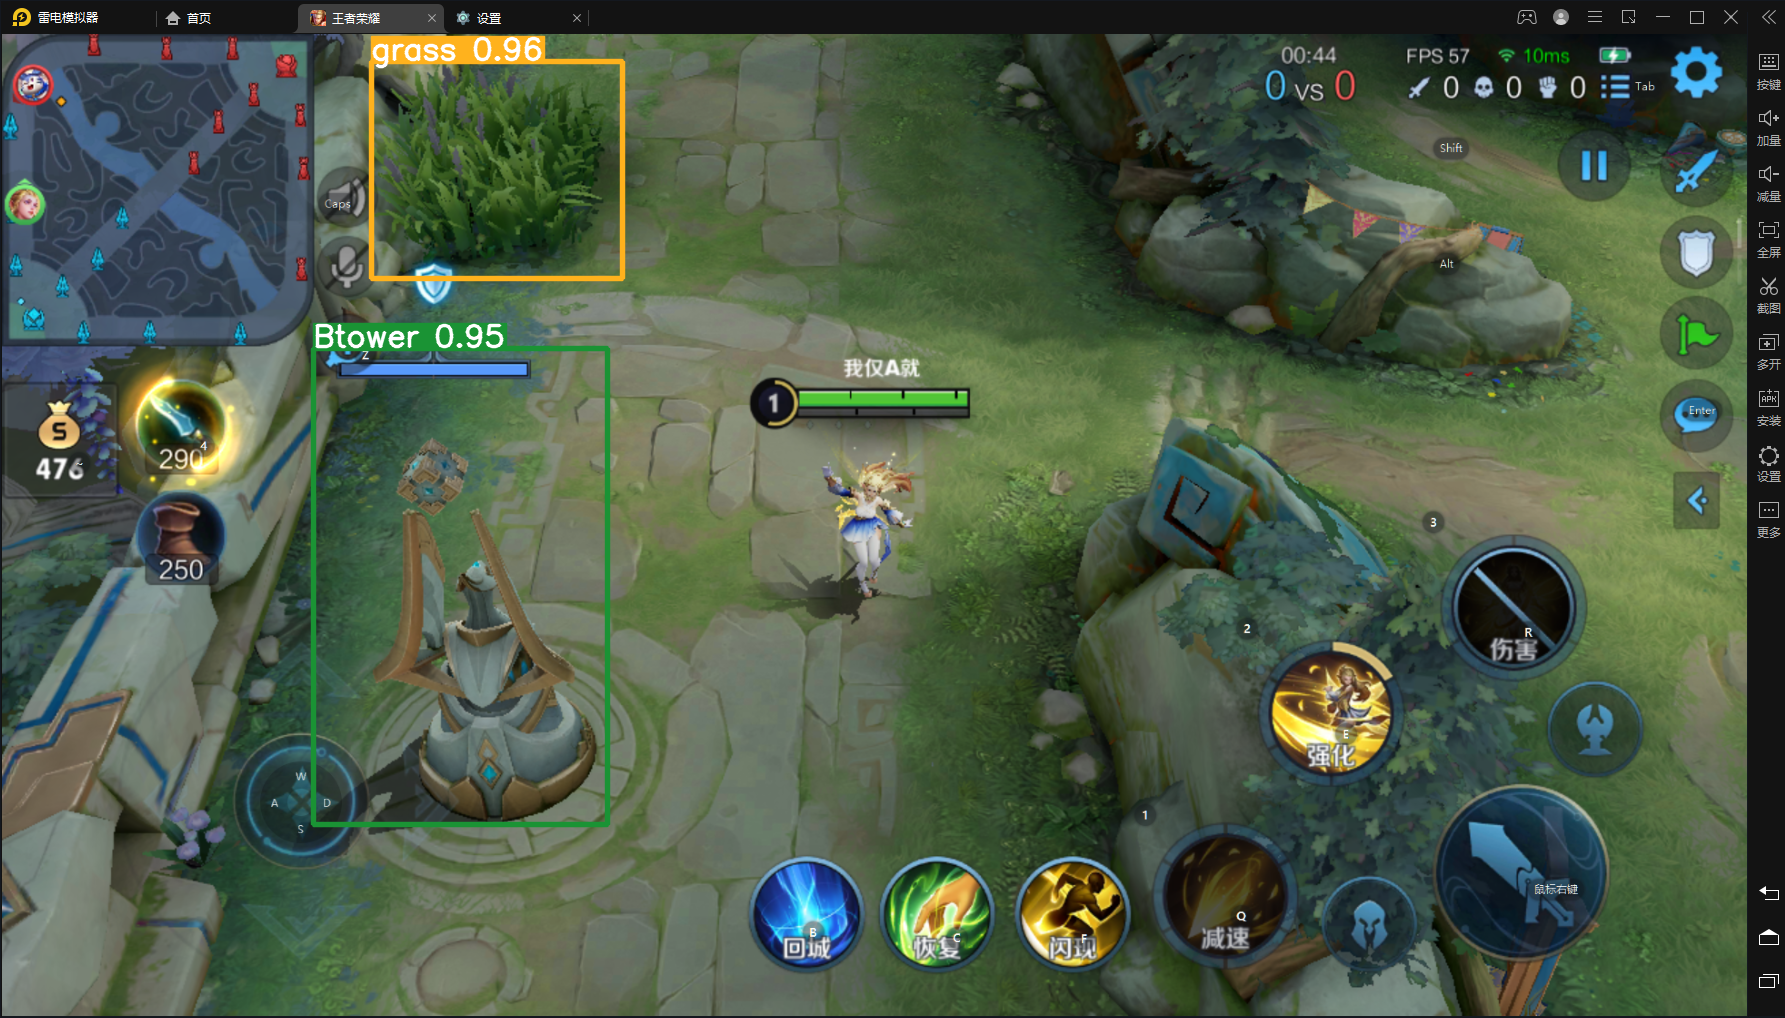 雷电模拟器
首页
王者荣耀
设置
grass 0.96
00:44
FPS 57
10ms
0 VS 0
0
0
0
Tab
按键
加量
Shift
减量
Caps
Alt
全屏
截图
Btower 0.95
Z
多开
我仅A就
1
Enter
安装
S
476
4
290
设置
3
更多
250
2
R
伤害
E
强化
W
A
D
S
1
鼠标右键
B
回城
C
恢复
F
闪现
Q
减速